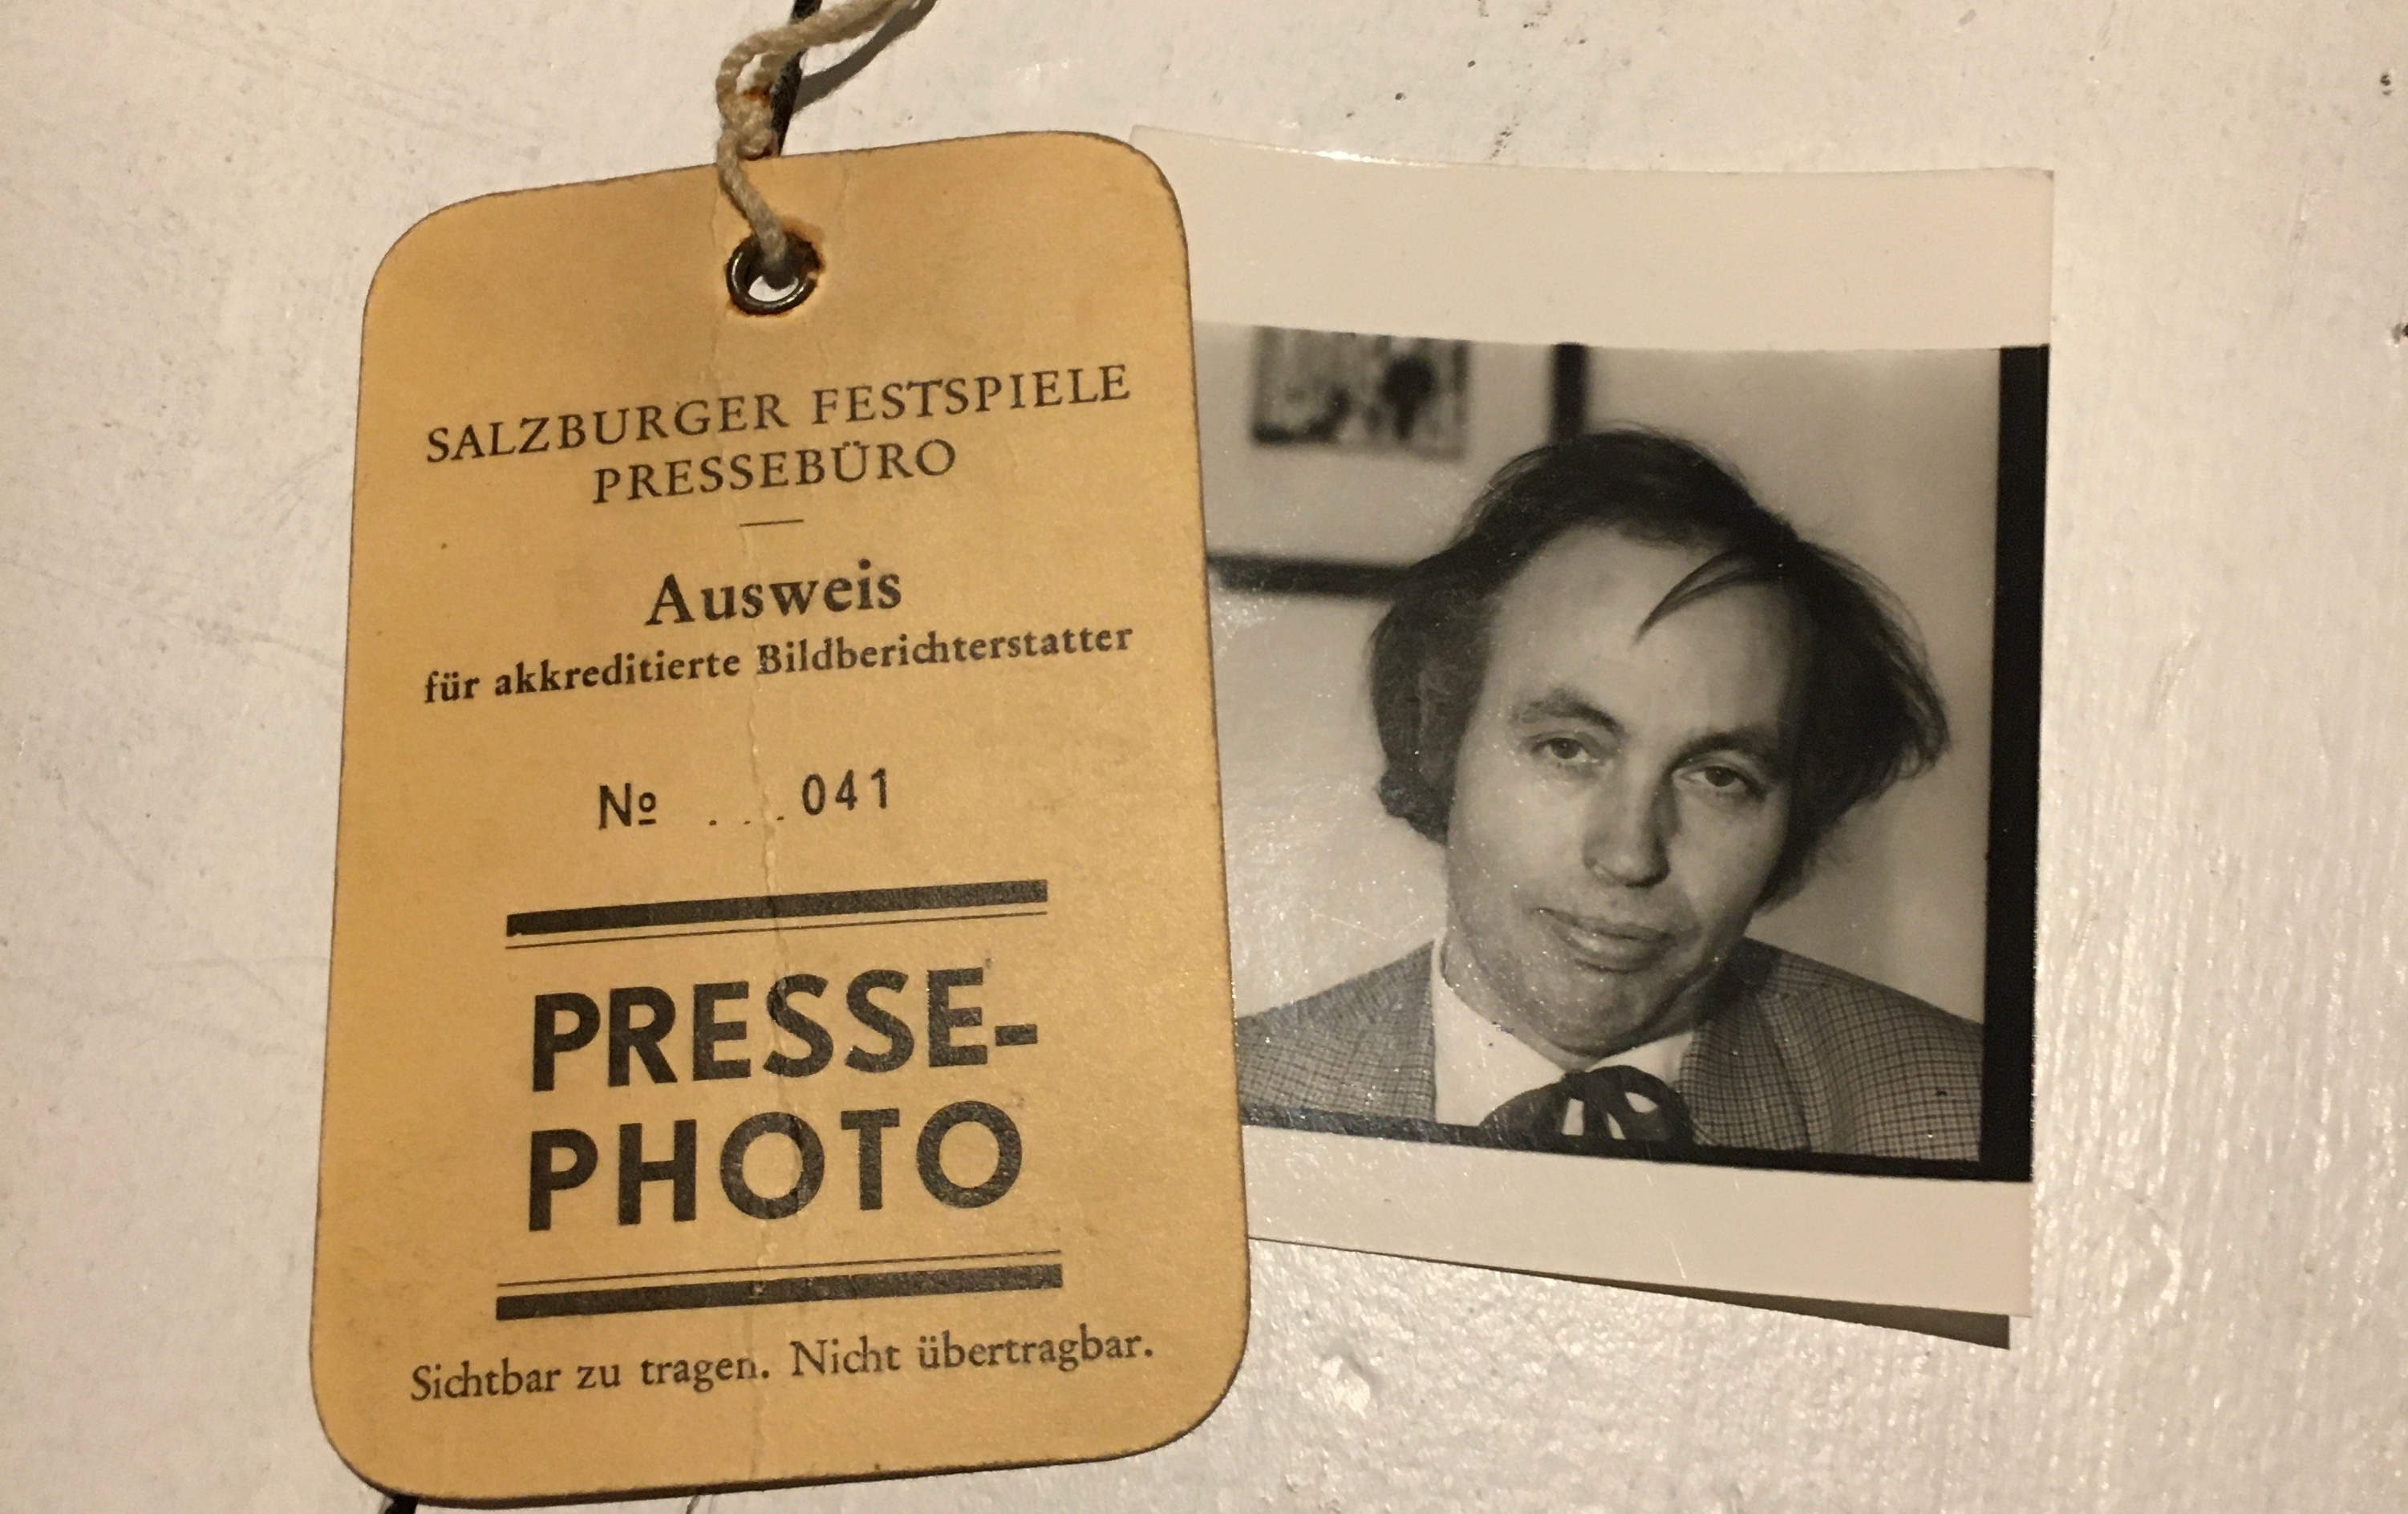 SALZBURGER FESTSPIELE
PRESSEBÜRO
Ausweis
für akkreditierte Bildberichterstatter
№ ...041
PRESSE-
PHOTO
Sichtbar zu tragen. Nicht übertragbar.